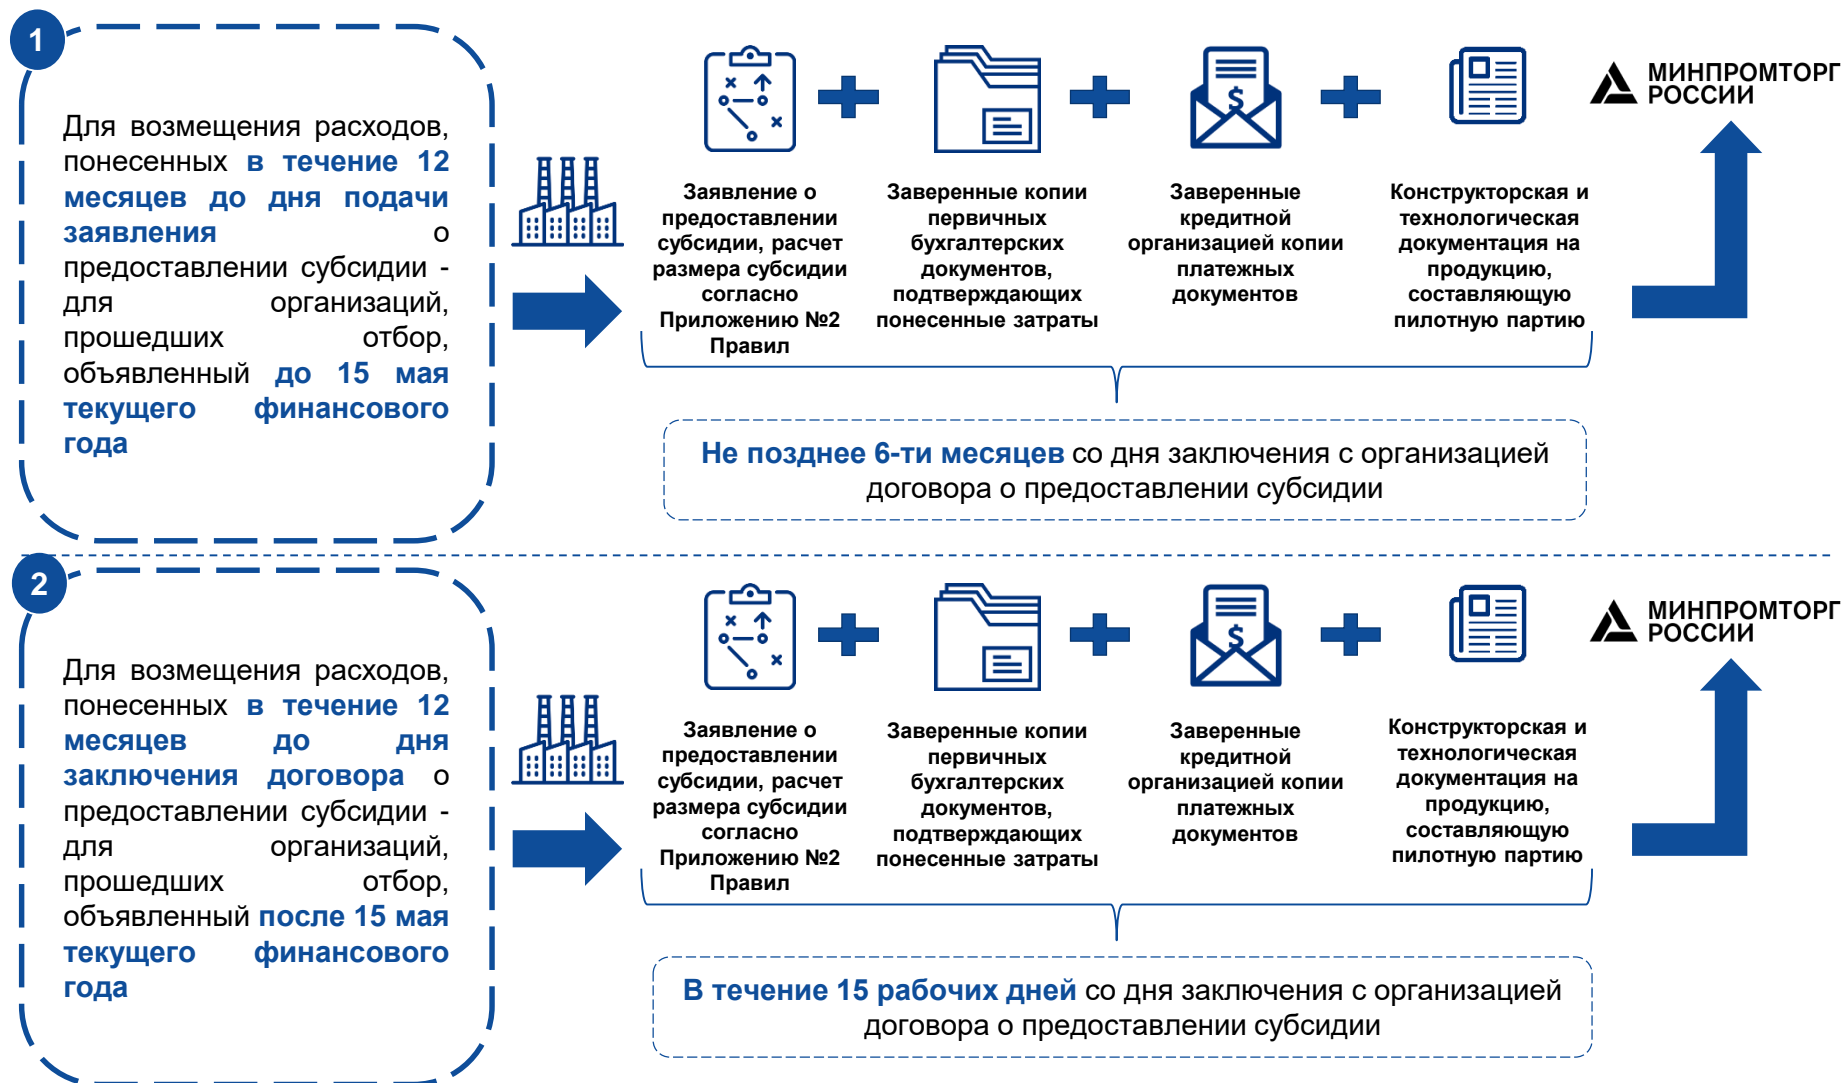 1
Для возмещения расходов,
понесенных в течение 12
месяцев до дня подачи
заявления о
предоставлении субсидии -
для организаций,
прошедших отбор,
объявленный до 15 мая
текущего финансового
года
Заявление о
предоставлении
субсидии, расчет
размера субсидии
согласно
Приложению №2
Правил
Заверенные копии
первичных
бухгалтерских
документов,
подтверждающих
понесенные затраты
$
Заверенные
кредитной
организацией копии
платежных
документов
Конструкторская и
технологическая
документация на
продукцию,
составляющую
пилотную партию
МИНПРОМТОРГ
РОССИИ
Не позднее 6-ти месяцев со дня заключения с организацией
договора о предоставлении субсидии
2
Для возмещения расходов,
понесенных в течение 12
месяцев до дня
заключения договора о
предоставлении субсидии -
для организаций,
прошедших отбор,
объявленный после 15 мая
текущего финансового
года
Заявление о
предоставлении
субсидии, расчет
размера субсидии
согласно
Приложению №2
Правил
Заверенные копии
первичных
бухгалтерских
документов,
подтверждающих
понесенные затраты
$
Заверенные
кредитной
организацией копии
платежных
документов
Конструкторская и
технологическая
документация на
продукцию,
составляющую
пилотную партию
МИНПРОМТОРГ
РОССИИ
В течение 15 рабочих дней со дня заключения с организацией
договора о предоставлении субсидии